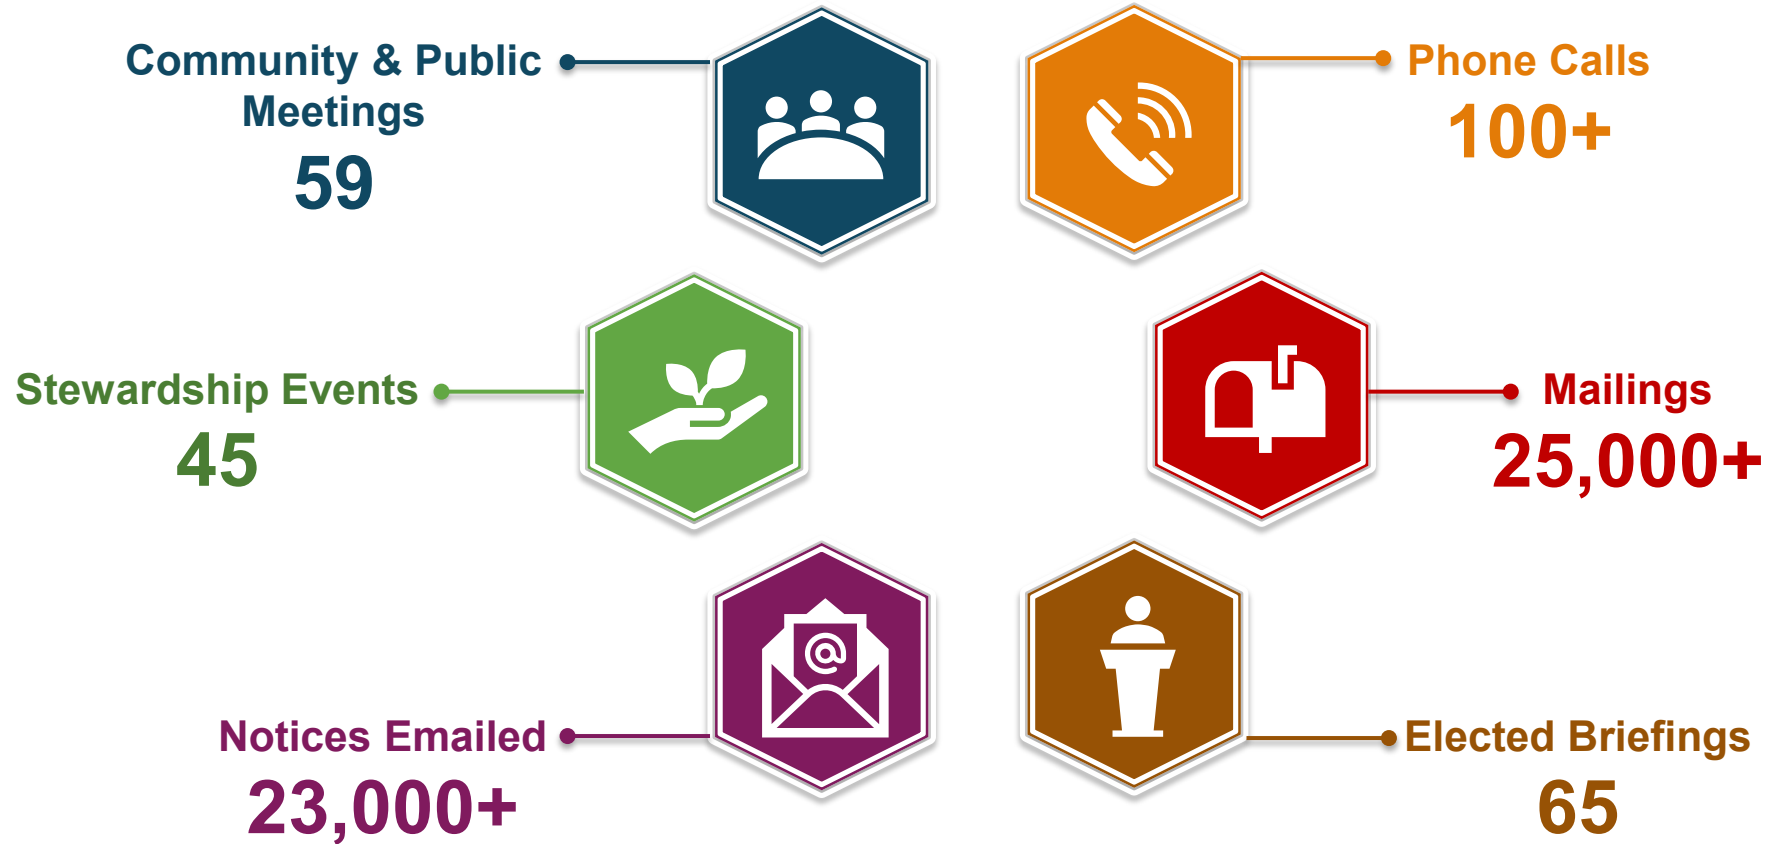 Community & Public
Meetings
59
Phone Calls
100+
Stewardship Events
45
Mailings
25,000+
Notices Emailed
23,000+
Elected Briefings
65
@